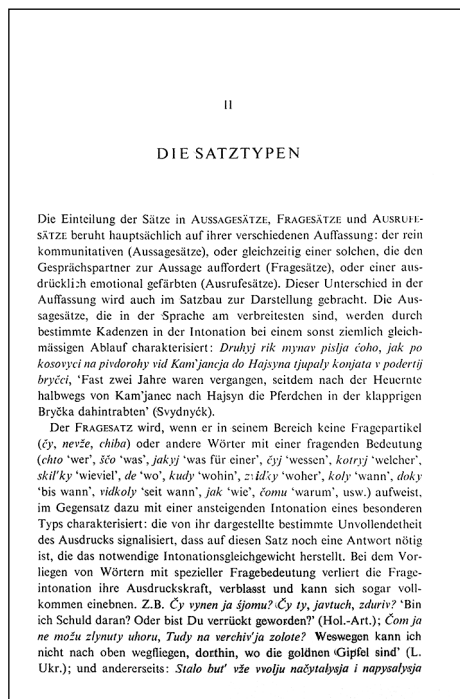 II
DIE SATZTYPEN
Die Einteilung der Sätze in AUSSAGESÄTZE, FRAGESÄTZE und AUSRUFE-
SÄTZE beruht hauptsächlich auf ihrer verschiedenen Auffassung: der rein
kommunitativen (Aussagesätze), oder gleichzeitig einer solchen, die den
Gesprächspartner zur Aussage auffordert (Fragesätze), oder einer aus-
drücklich emotional gefärbten (Ausrufesätze). Dieser Unterschied in der
Auffassung wird auch im Satzbau zur Darstellung gebracht. Die Aus-
sagesätze, die in der Sprache am verbreitesten sind, werden durch
bestimmte Kadenzen in der Intonation bei einem sonst ziemlich gleich-
mässigen Ablauf charakterisiert: Druhyj rik mynav pislja ćoho, jak po
kosovyci na pivdorohy vid Kam'jancja do Hajsyna tjupaly konjata v podertij
bryčci, 'Fast zwei Jahre waren vergangen, seitdem nach der Heuernte
halbwegs von Kam'janec nach Hajsyn die Pferdchen in der klapprigen
Bryčka dahintrabten' (Svydnyćk).
Der FRAGESATZ wird, wenn er in seinem Bereich keine Fragepartikel
(čy, nevže, chiba) oder andere Wörter mit einer fragenden Bedeutung
(chto 'wer', ščo 'was', jakyj 'was für einer', čyj 'wessen', kotryj 'welcher',
skil'ky 'wieviel', de 'wo', kudy 'wohin', zvidky 'woher', koly 'wann', doky
'bis wann', vidkoly 'seit wann', jak 'wie', čomu 'warum', usw.) aufweist,
im Gegensatz dazu mit einer ansteigenden Intonation eines besonderen
Typs charakterisiert: die von ihr dargestellte bestimmte Unvollendetheit
des Ausdrucks signalisiert, dass auf diesen Satz noch eine Antwort nötig
ist, die das notwendige Intonationsgleichgewicht herstellt. Bei dem Vor-
liegen von Wörtern mit spezieller Fragebedeutung verliert die Frage-
intonation ihre Ausdruckskraft, verblasst und kann sich sogar voll-
kommen einebnen. Z.B. Čy vynen ja śjomu? Čy ty, javtuch, zduriv? 'Bin
ich Schuld daran? Oder bist Du verrückt geworden?' (Hol.-Art.); Čom ja
ne možu zlynuty uhoru, Tudy na verchiv'ja zolote? Weswegen kann ich
nicht nach oben wegfliegen, dorthin, wo die goldnen Gipfel sind' (L.
Ukr.); und andererseits: Stalo but' vže vvolju načytalysja i napysalysja